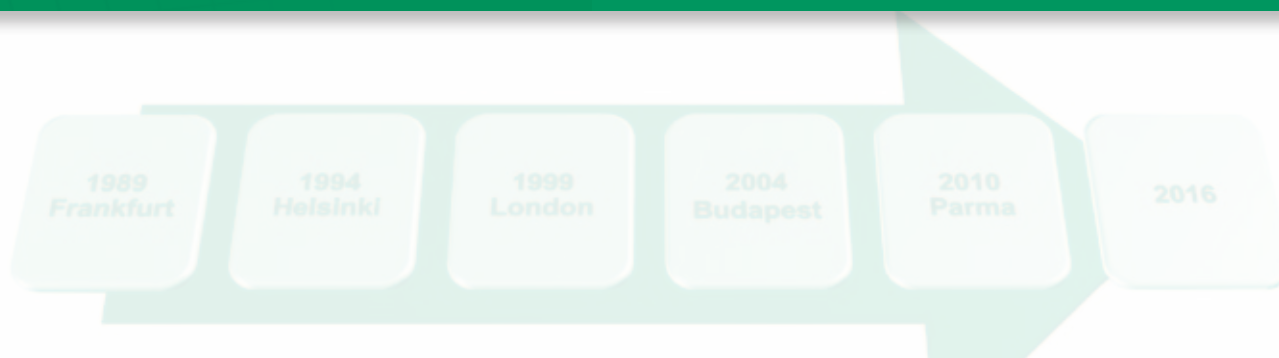 1989
Frankfurt
1994
Helsinki
1999
London
2004
Budapest
2010
Parma
2016